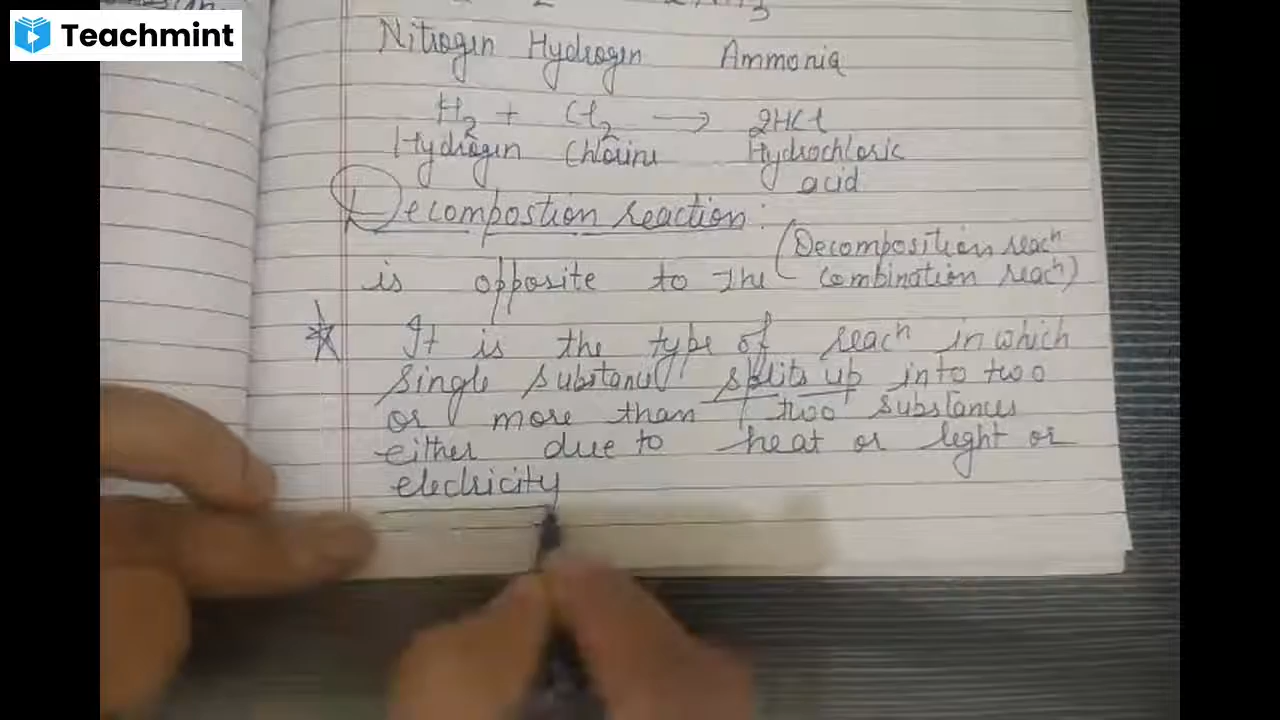 Teachmint
Nitrogen Hydrogen Ammonia
H2 + Cl2 → 2HCl
Hydrogen Chlorine Hydrochloric
acid
Decompostion reaction:
(Decomposition reacn
is opposite to the combination reacn)
It is the type of reacn in which
single substance splits up into two
or more than two substances
either due to heat or light or
electricity